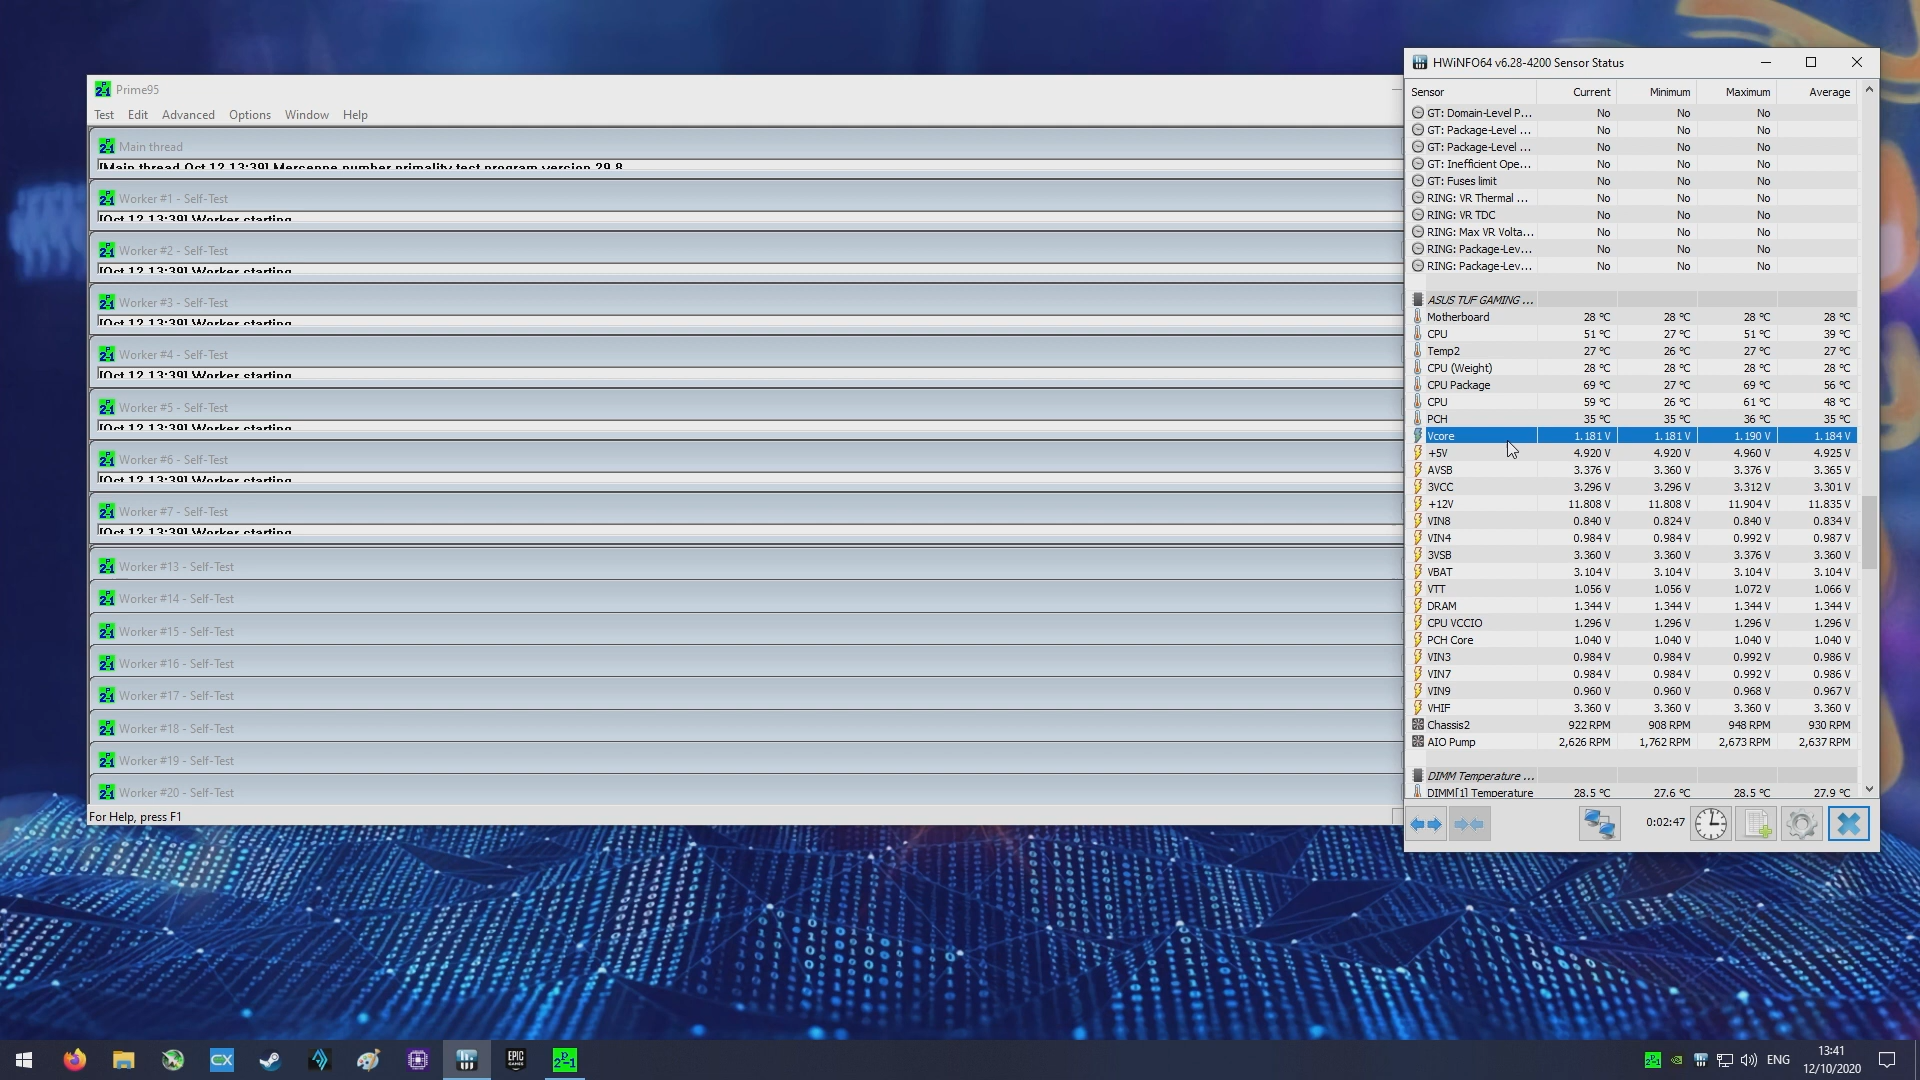 Prime95
Test Edit Advanced Options Window Help
Main thread
[Main thread Oct 12 13:39] Mersenne number primality test program version 29.8
Worker #1 - Self-Test
[Oct 12 13:39] Worker starting
Worker #2 - Self-Test
[Oct 12 13:39] Worker starting
Worker #3 - Self-Test
[Oct 12 13:39] Worker starting
Worker #4 - Self-Test
[Oct 12 13:39] Worker starting
Worker #5 - Self-Test
[Oct 12 13:39] Worker starting
Worker #6 - Self-Test
[Oct 12 13:39] Worker starting
Worker #7 - Self-Test
[Oct 12 13:39] Worker starting
Worker #13 - Self-Test
Worker #14 - Self-Test
Worker #15 - Self-Test
Worker #16 - Self-Test
Worker #17 - Self-Test
Worker #18 - Self-Test
Worker #19 - Self-Test
Worker #20 - Self-Test
For Help, press F1
HWiNFO64 v6.28-4200 Sensor Status
Sensor Current Minimum Maximum Average
GT: Domain-Level P... No No No
GT: Package-Level ... No No No
GT: Package-Level ... No No No
GT: Inefficient Ope... No No No
GT: Fuses limit No No No
RING: VR Thermal ... No No No
RING: VR TDC No No No
RING: Max VR Volta... No No No
RING: Package-Lev... No No No
RING: Package-Lev... No No No
ASUS TUF GAMING ...
Motherboard 28 °C 28 °C 28 °C 28 °C
CPU 51 °C 27 °C 51 °C 39 °C
Temp2 27 °C 26 °C 27 °C 27 °C
CPU (Weight) 28 °C 28 °C 28 °C 28 °C
CPU Package 69 °C 27 °C 69 °C 56 °C
CPU 59 °C 26 °C 61 °C 48 °C
PCH 35 °C 35 °C 36 °C 35 °C
Vcore 1.181 V 1.181 V 1.190 V 1.184 V
+5V 4.920 V 4.920 V 4.960 V 4.925 V
AVSB 3.376 V 3.360 V 3.376 V 3.365 V
3VCC 3.296 V 3.296 V 3.312 V 3.301 V
+12V 11.808 V 11.808 V 11.904 V 11.835 V
VIN8 0.840 V 0.824 V 0.840 V 0.834 V
VIN4 0.984 V 0.984 V 0.992 V 0.987 V
3VSB 3.360 V 3.360 V 3.376 V 3.360 V
VBAT 3.104 V 3.104 V 3.104 V 3.104 V
VTT 1.056 V 1.056 V 1.072 V 1.066 V
DRAM 1.344 V 1.344 V 1.344 V 1.344 V
CPU VCCIO 1.296 V 1.296 V 1.296 V 1.296 V
PCH Core 1.040 V 1.040 V 1.040 V 1.040 V
VIN3 0.984 V 0.984 V 0.992 V 0.986 V
VIN7 0.984 V 0.984 V 0.992 V 0.986 V
VIN9 0.960 V 0.960 V 0.968 V 0.967 V
VHIF 3.360 V 3.360 V 3.360 V 3.360 V
Chassis2 922 RPM 908 RPM 948 RPM 930 RPM
AIO Pump 2,626 RPM 1,762 RPM 2,673 RPM 2,637 RPM
DIMM Temperature ...
DIMM[1] Temperature 28.5 °C 27.6 °C 28.5 °C 27.9 °C
0:02:47
CX
EPIC GAMES
ENG
13:41
12/10/2020